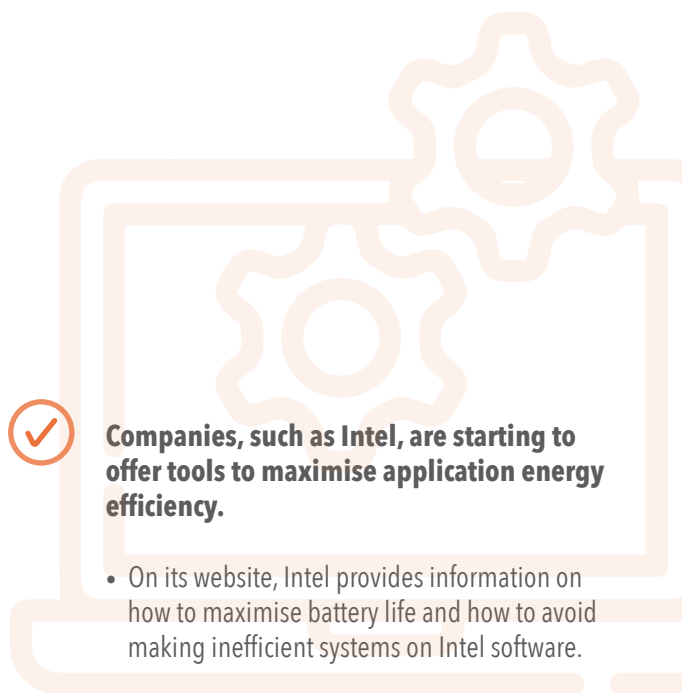 Companies, such as Intel, are starting to
offer tools to maximise application energy
efficiency.
• On its website, Intel provides information on
how to maximise battery life and how to avoid
making inefficient systems on Intel software.